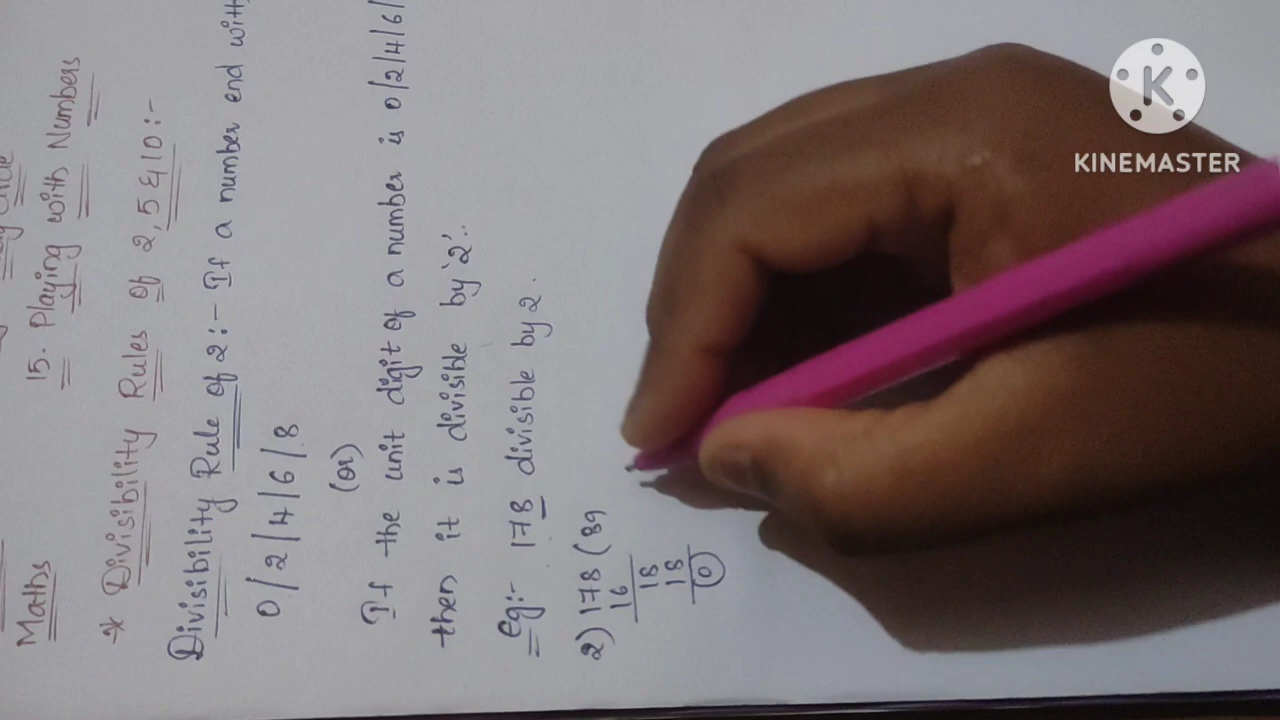 Maths
15. Playing with Numbers
* Divisibility Rules of 2, 5 & 10:-
Divisibility Rule of 2:- If a number end with
0/2/4/6/8
(or)
If the unit digit of a number is 0/2/4/6/
then it is divisible by '2'.
Eg:- 178 divisible by 2.
2) 178 ( 89
16
18
18
0
K
KINEMASTER